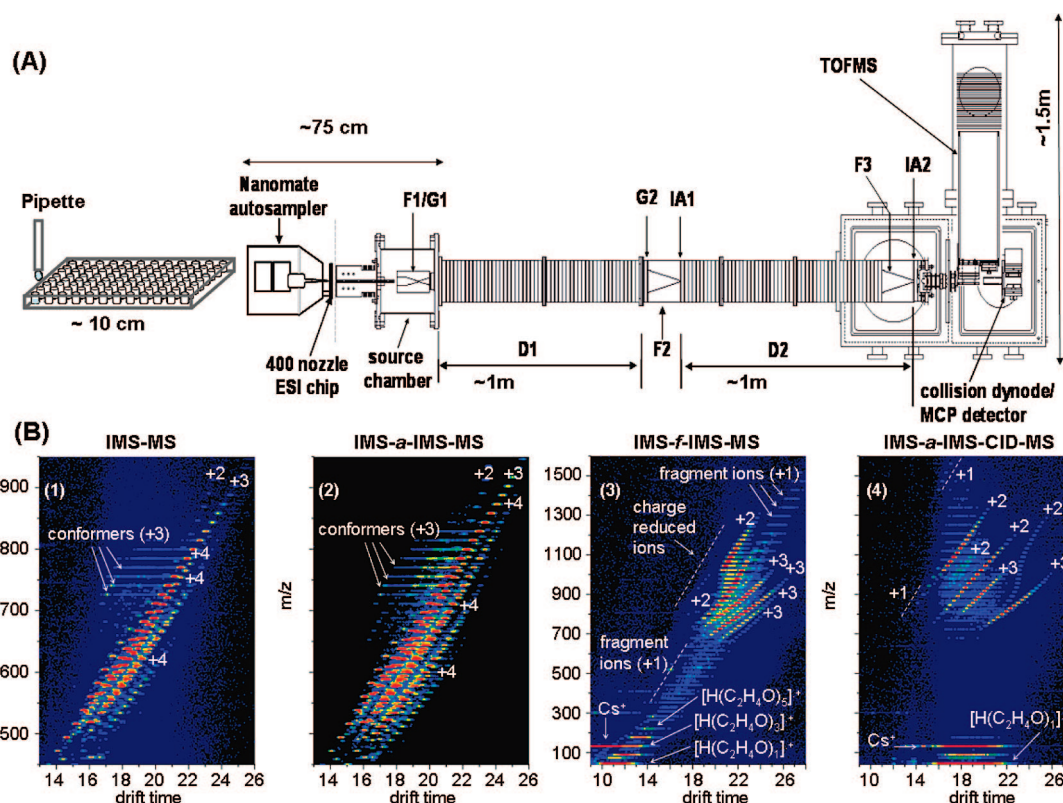 (A)
~75 cm
Pipette
Nanomate
autosampler
F1/G1
G2
IA1
F3
IA2
TOFMS
~1.5m
~ 10 cm
400 nozzle
ESI chip
source
chamber
D1
~1m
F2
D2
~1m
collision dynode/
MCP detector
(B)
IMS-MS
(1)
conformers (+3)
+2
+3
+4
+4
+4
900
800
700
600
500
13 14 16 18 20 22 24 26
drift time
IMS-a-IMS-MS
(2)
conformers (+3)
+2
+3
+4
+4
+4
m/z
13 14 16 18 20 22 24 26
drift time
IMS-f-IMS-MS
(3)
fragment ions (+1)
charge
reduced
ions
+2
+3
+3
+2
+3
+3
fragment
ions (+1)
Cs⁺
[H(C₂H₄O)₅]⁺
[H(C₂H₄O)₃]⁺
[H(C₂H₄O)₁]⁺
m/z
1500
1300
1100
900
700
500
300
100
10 14 18 22 26
drift time
IMS-a-IMS-CID-MS
(4)
+1
+2
+2
+2
+2
+3
+3
+1
Cs⁺
[H(C₂H₄O)₁]
m/z
10 14 18 22 26
drift time